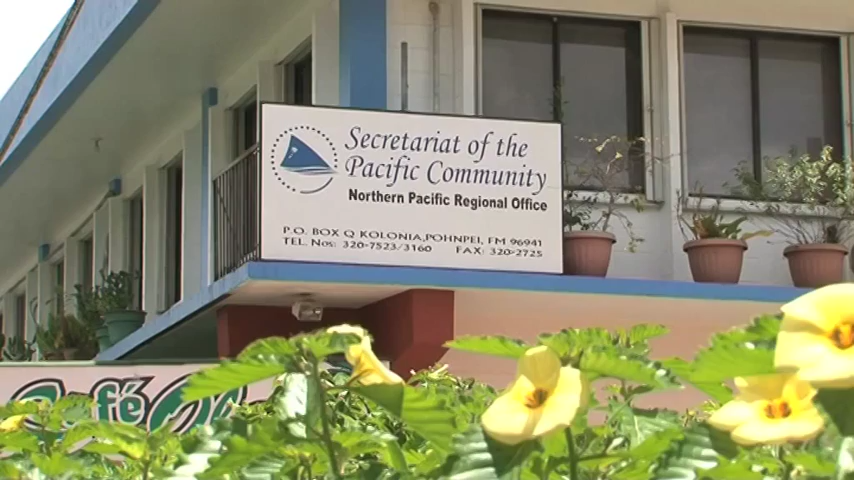 Secretariat of the
Pacific Community
Northern Pacific Regional Office
P.O. BOX Q KOLONIA,POHNPEI, FM 96941
TEL. Nos: 320-7523/3160 FAX: 320-2725
Café